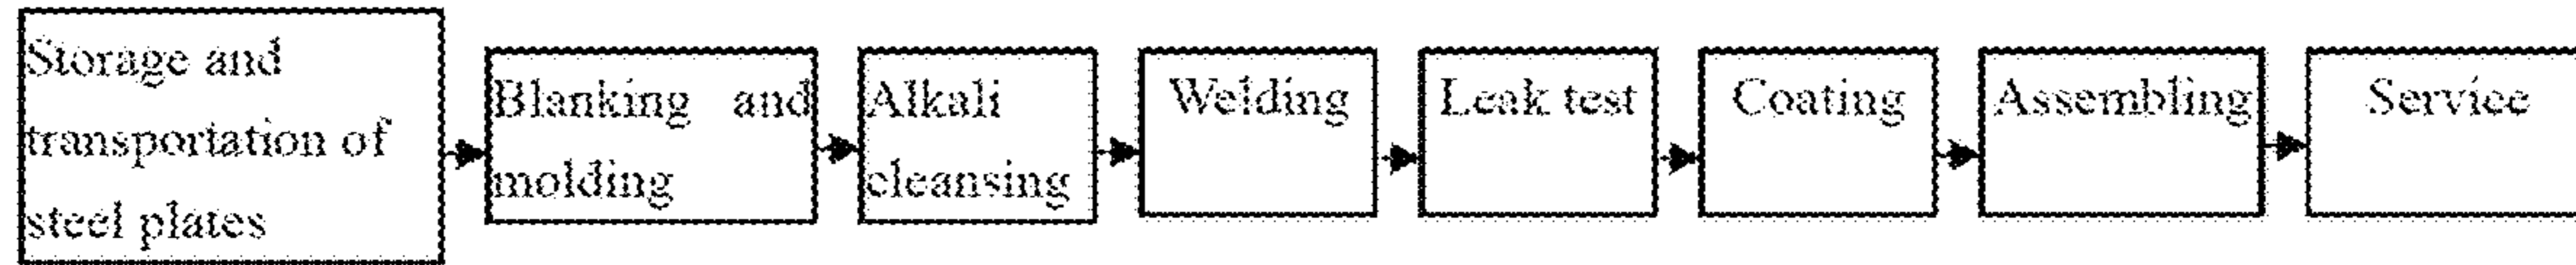 Storage and
transportation of
steel plates
Blanking and
molding
Alkali
cleansing
Welding
Leak test
Coating
Assembling
Service